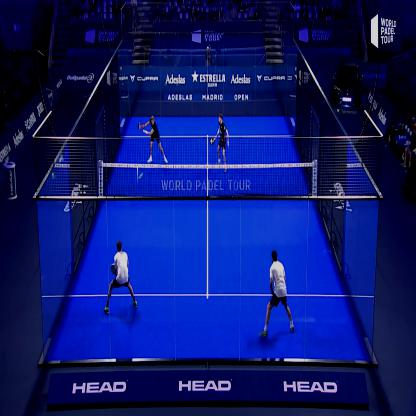 WORLD
PADEL
TOUR
Adeslas
ESTRELLA
Adeslas
CUPRA
CUPRA
ADESLAS MADRID OPEN
WORLD PADEL TOUR
HEAD
HEAD
HEAD